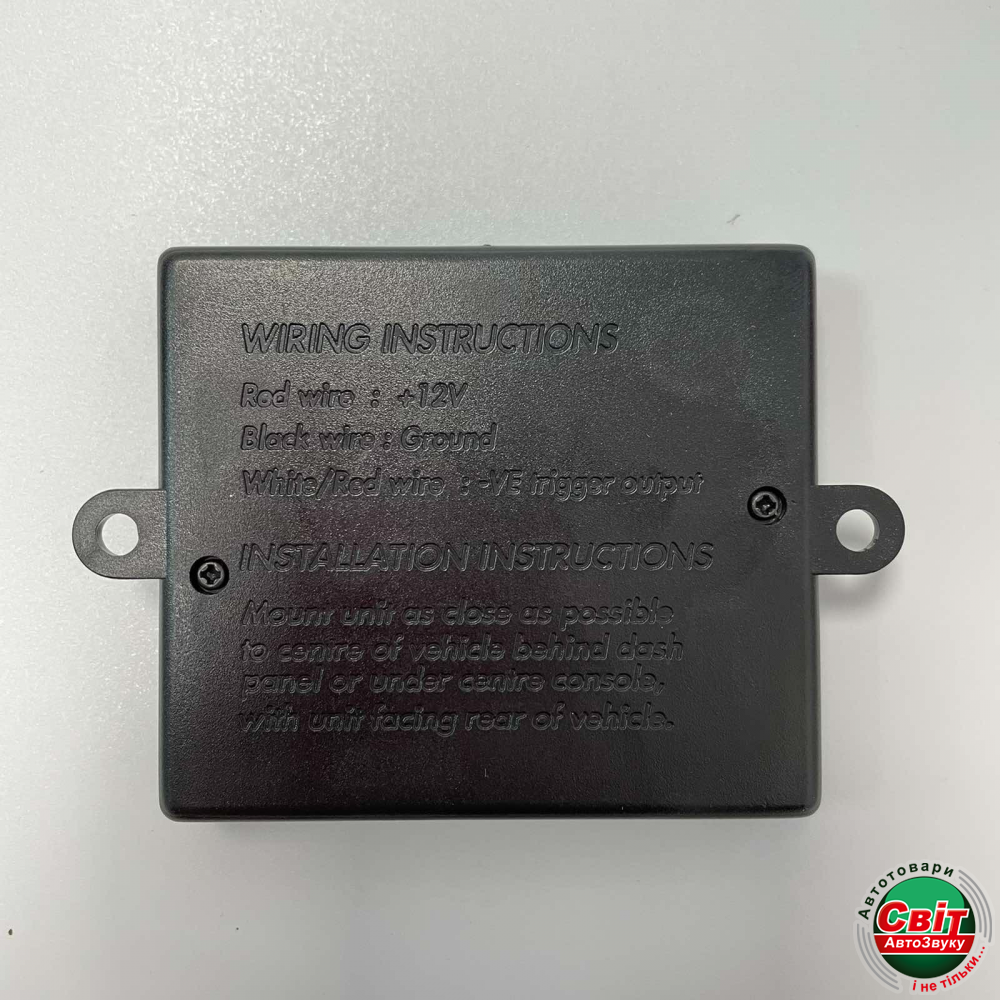 WIRING INSTRUCTIONS
Red wire : +12V
Black wire : Ground
White/Red wire : -VE trigger output
INSTALLATION INSTRUCTIONS
Mount unit as close as possible
to centre of vehicle behind dash
panel or under centre console,
with unit facing rear of vehicle.
Автотовари
Світ
АвтоЗвуку
і не тільки...